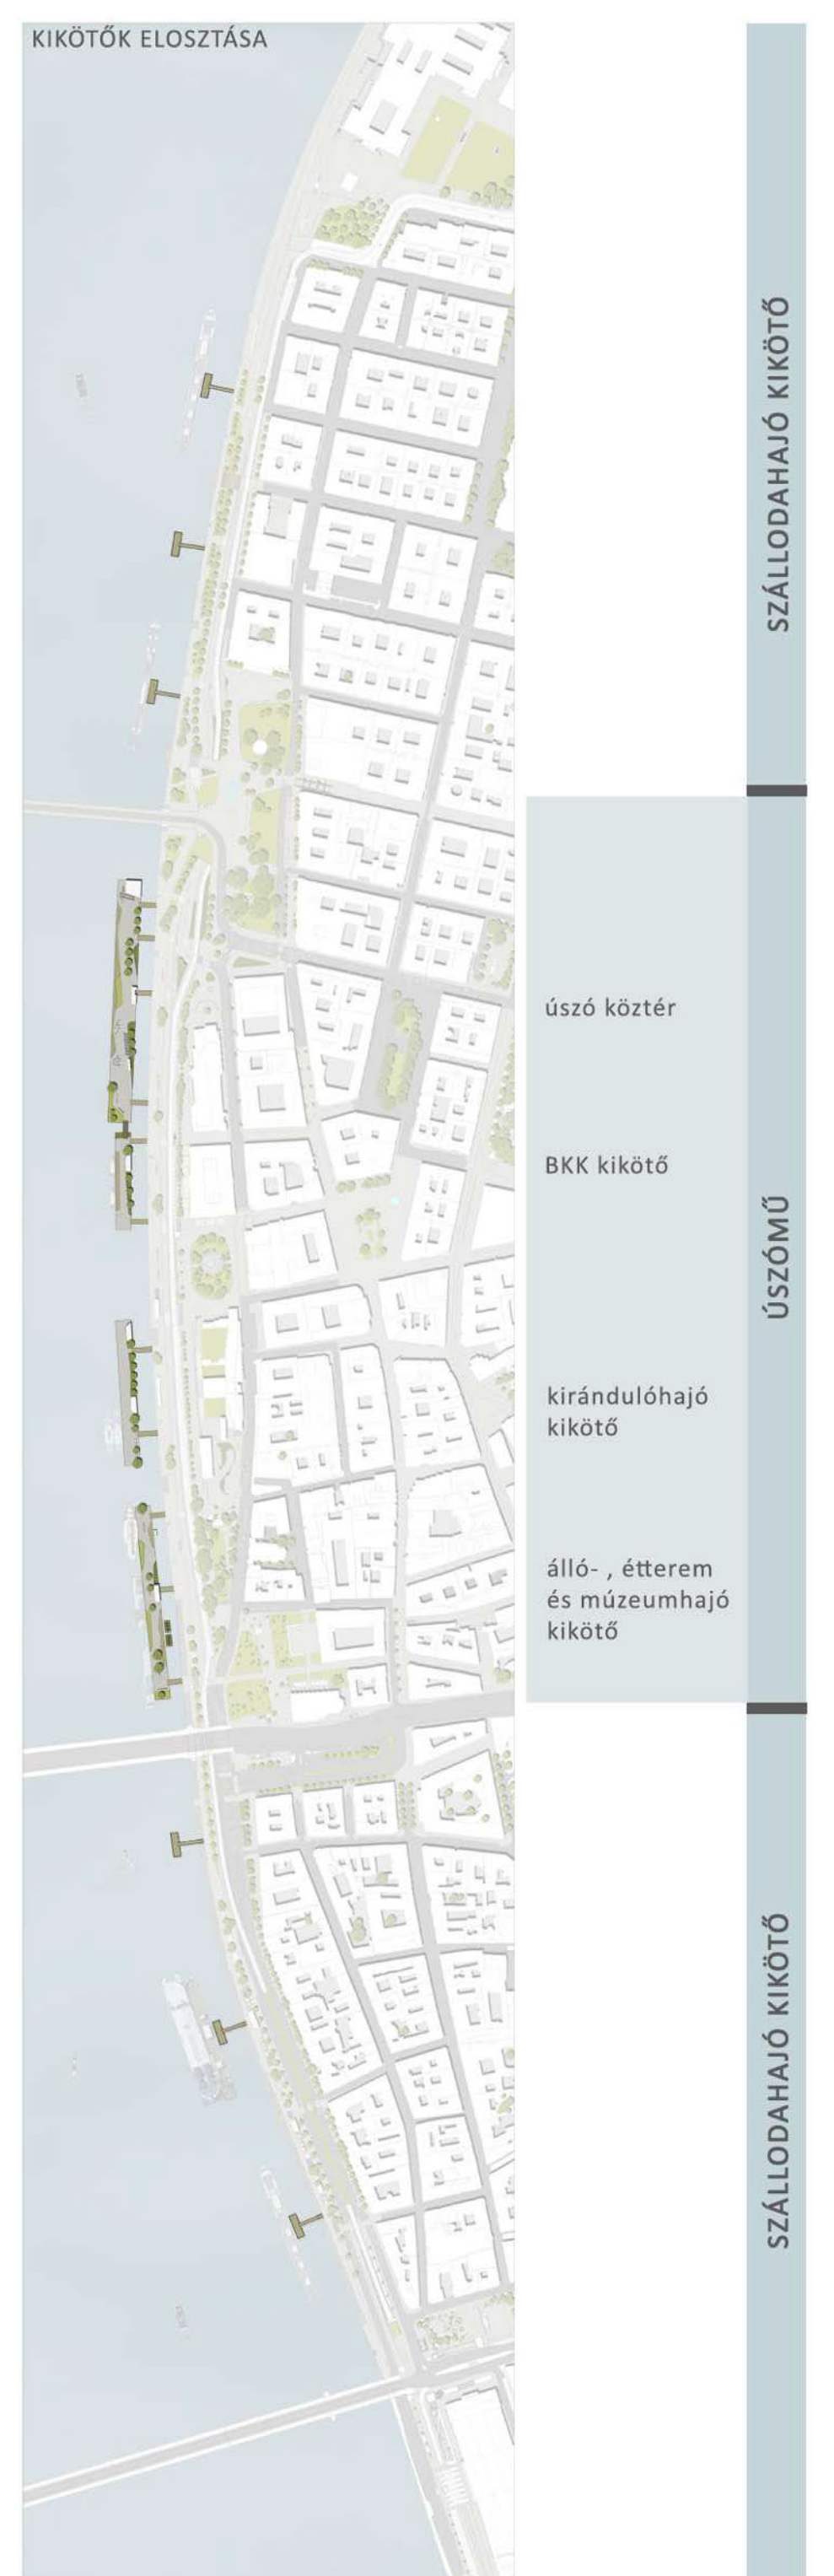 KIKÖTŐK ELOSZTÁSA
SZÁLLODAHAJÓ KIKÖTŐ
úszó köztér
BKK kikötő
ÚSZÓMŰ
kirándulóhajó
kikötő
álló- , étterem
és múzeumhajó
kikötő
SZÁLLODAHAJÓ KIKÖTŐ